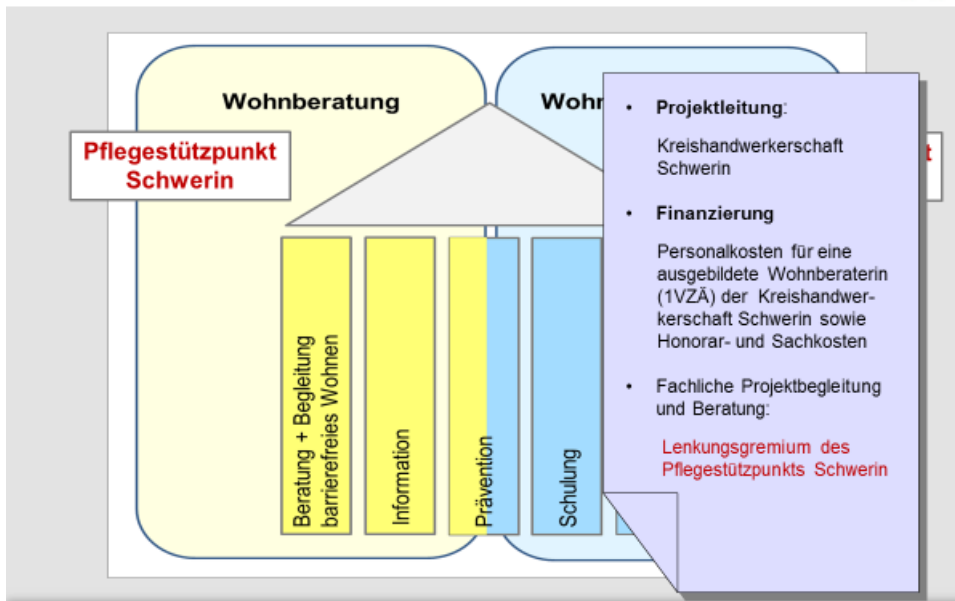 Wohnberatung
Pflegestützpunkt
Schwerin
Beratung + Begleitung
barrierefreies Wohnen
Information
Prävention
Schulung
• Projektleitung:
Kreishandwerkerschaft
Schwerin
• Finanzierung
Personalkosten für eine
ausgebildete Wohnberaterin
(1VZÄ) der Kreishandwer-
kerschaft Schwerin sowie
Honorar- und Sachkosten
• Fachliche Projektbegleitung
und Beratung:
Lenkungsgremium des
Pflegestützpunkts Schwerin